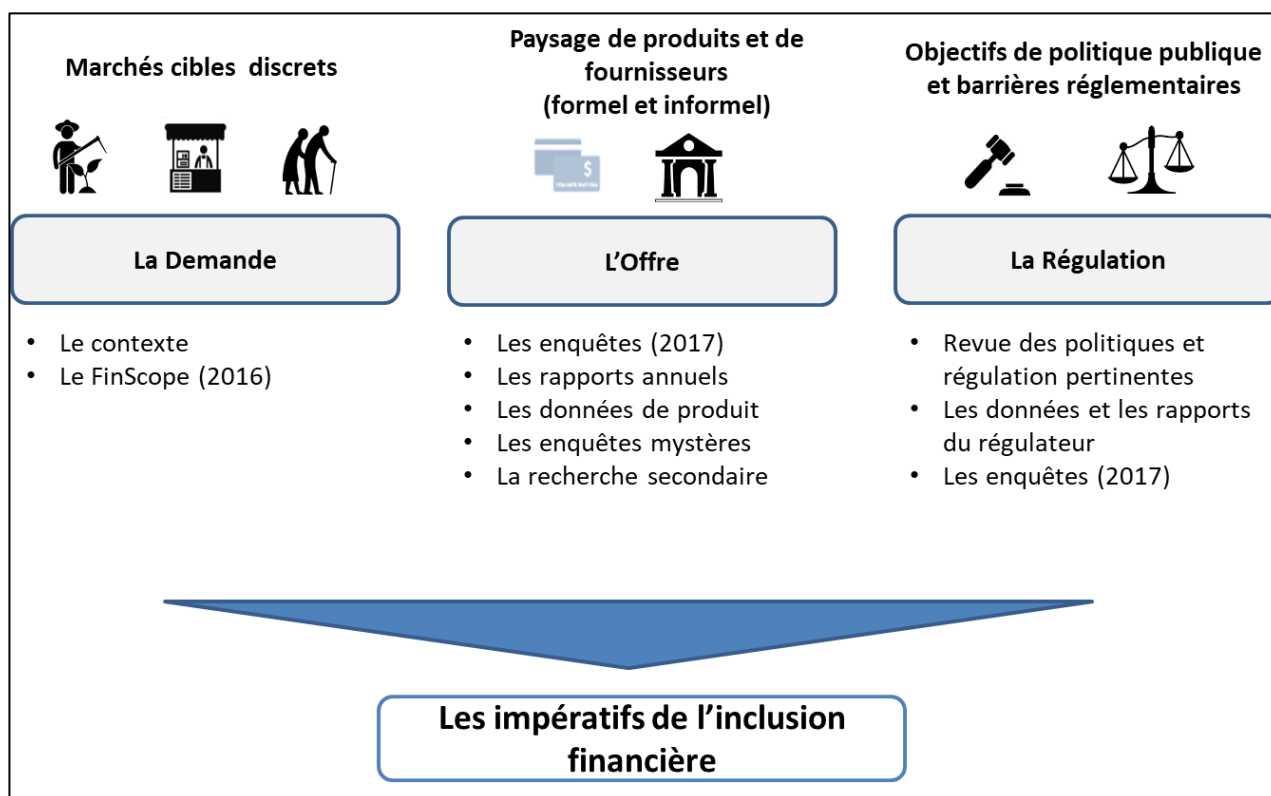 Marchés cibles discrets
Paysage de produits et de
fournisseurs
(formel et informel)
Objectifs de politique publique
et barrières réglementaires
$
La Demande
L'Offre
La Régulation
• Le contexte
• Le FinScope (2016)
• Les enquêtes (2017)
• Les rapports annuels
• Les données de produit
• Les enquêtes mystères
• La recherche secondaire
• Revue des politiques et
régulation pertinentes
• Les données et les rapports
du régulateur
• Les enquêtes (2017)
Les impératifs de l'inclusion
financière